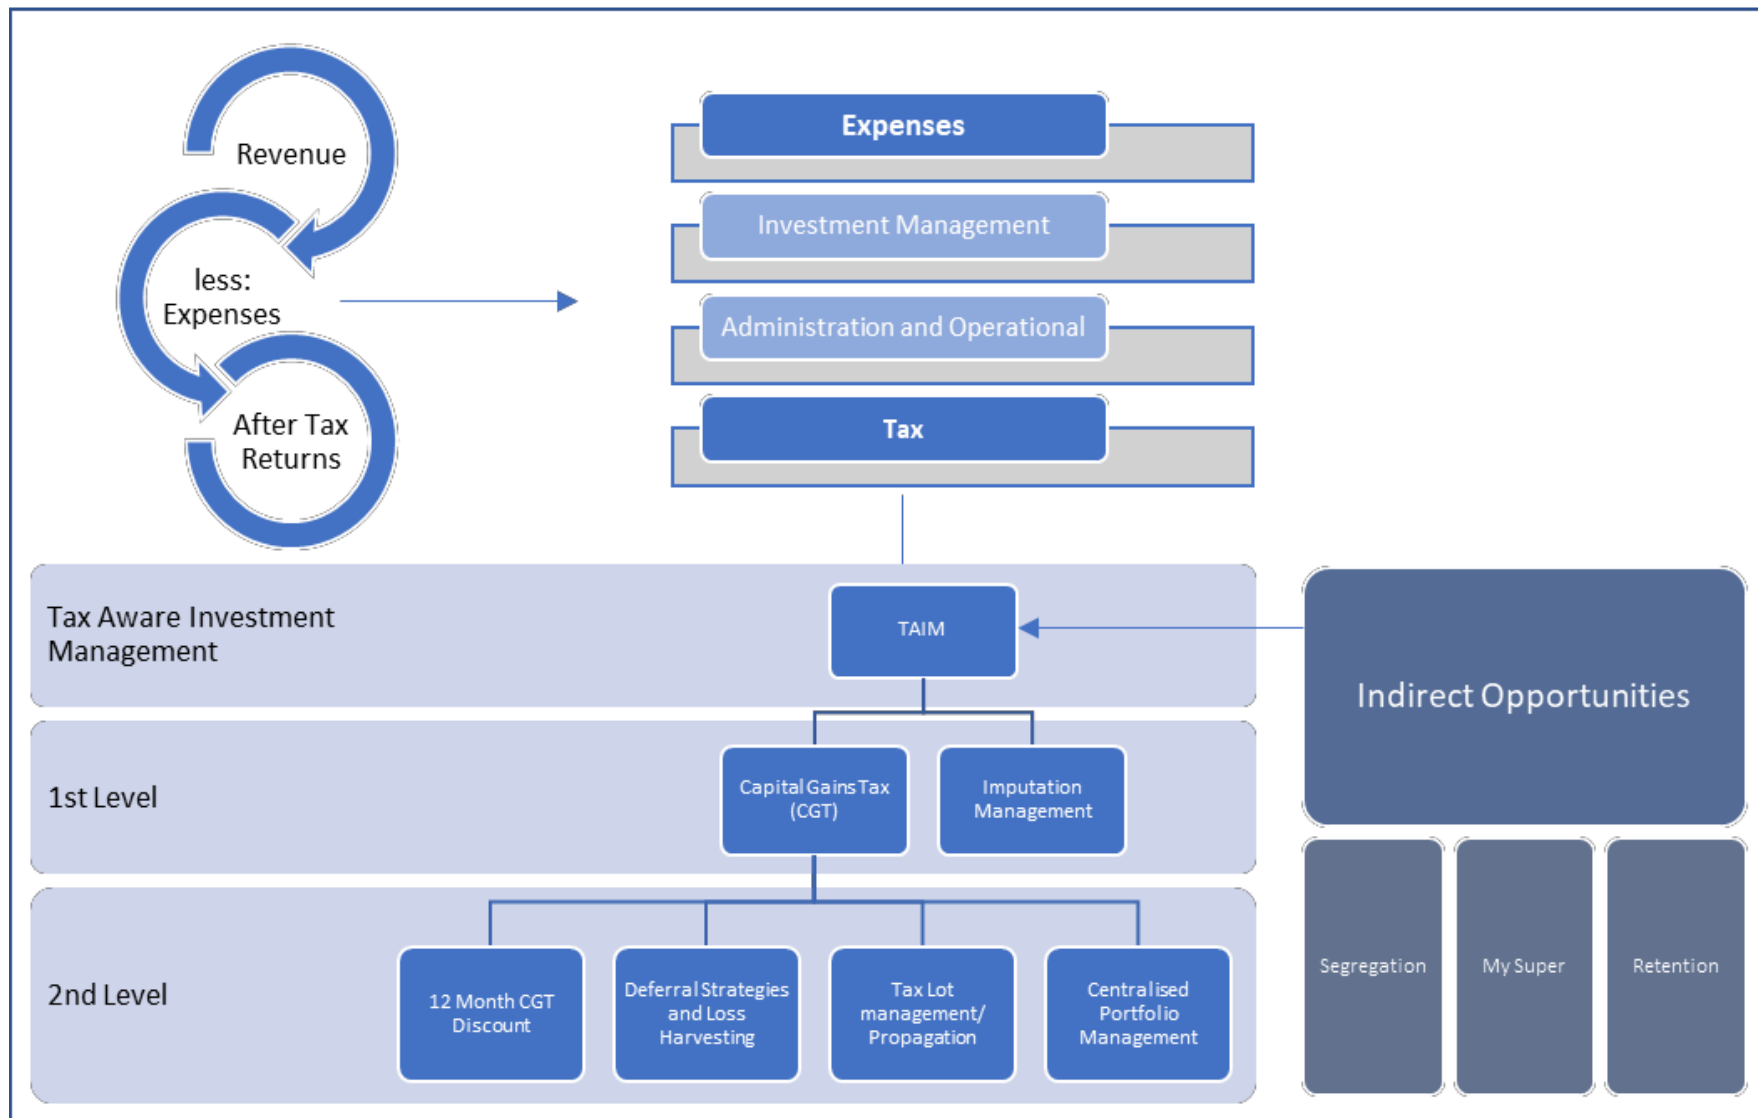 Revenue
less:
Expenses
After Tax
Returns
Expenses
Investment Management
Administration and Operational
Tax
Tax Aware Investment
Management
TAIM
Indirect Opportunities
1st Level
Capital Gains Tax
(CGT)
Imputation
Management
2nd Level
12 Month CGT
Discount
Deferral Strategies
and Loss
Harvesting
Tax Lot
management/
Propagation
Centralised
Portfolio
Management
Segregation
My Super
Retention